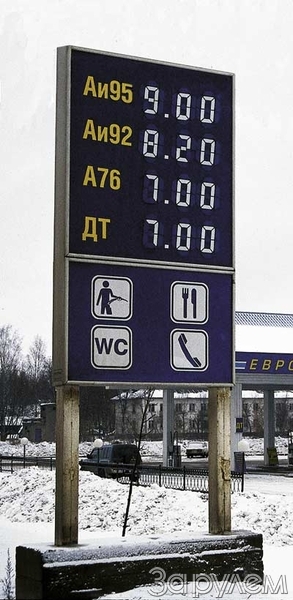 Аи95 9.00
Аи92 8.20
А76 7.00
ДТ 7.00
WC
ЕВРО
За рулем